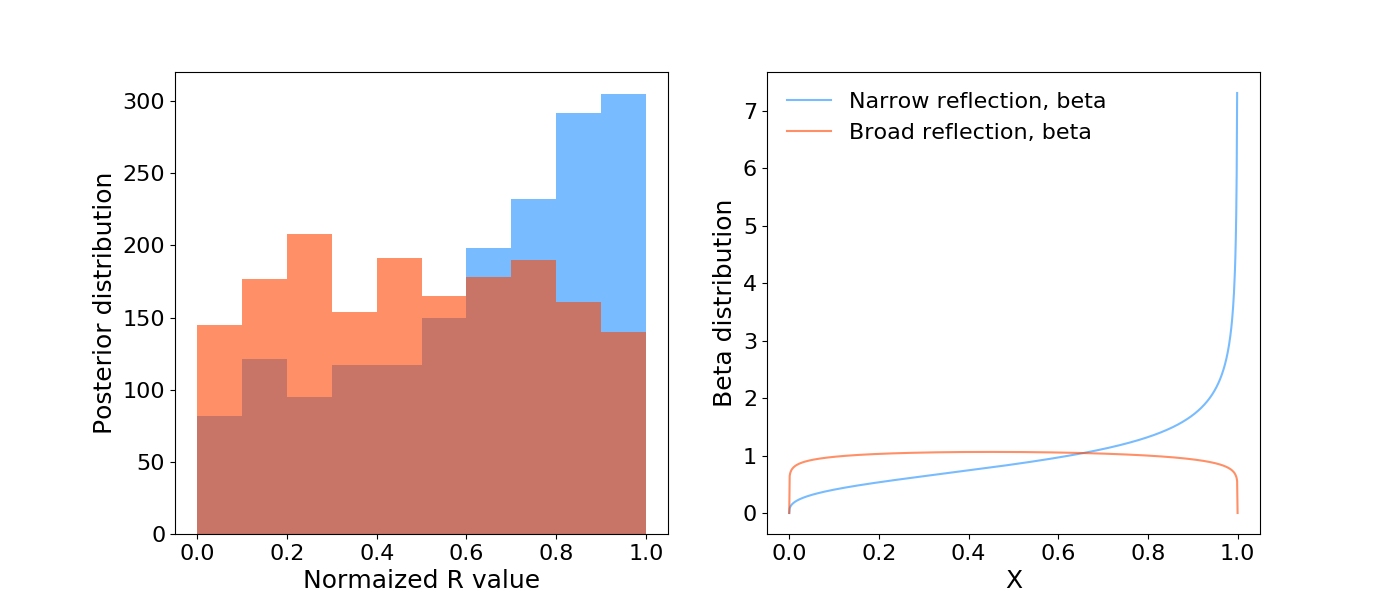 Posterior distribution
300
250
200
150
100
50
0
0.0 0.2 0.4 0.6 0.8 1.0
Normaized R value
Beta distribution
7
6
5
4
3
2
1
0
Narrow reflection, beta
Broad reflection, beta
0.0 0.2 0.4 0.6 0.8 1.0
X